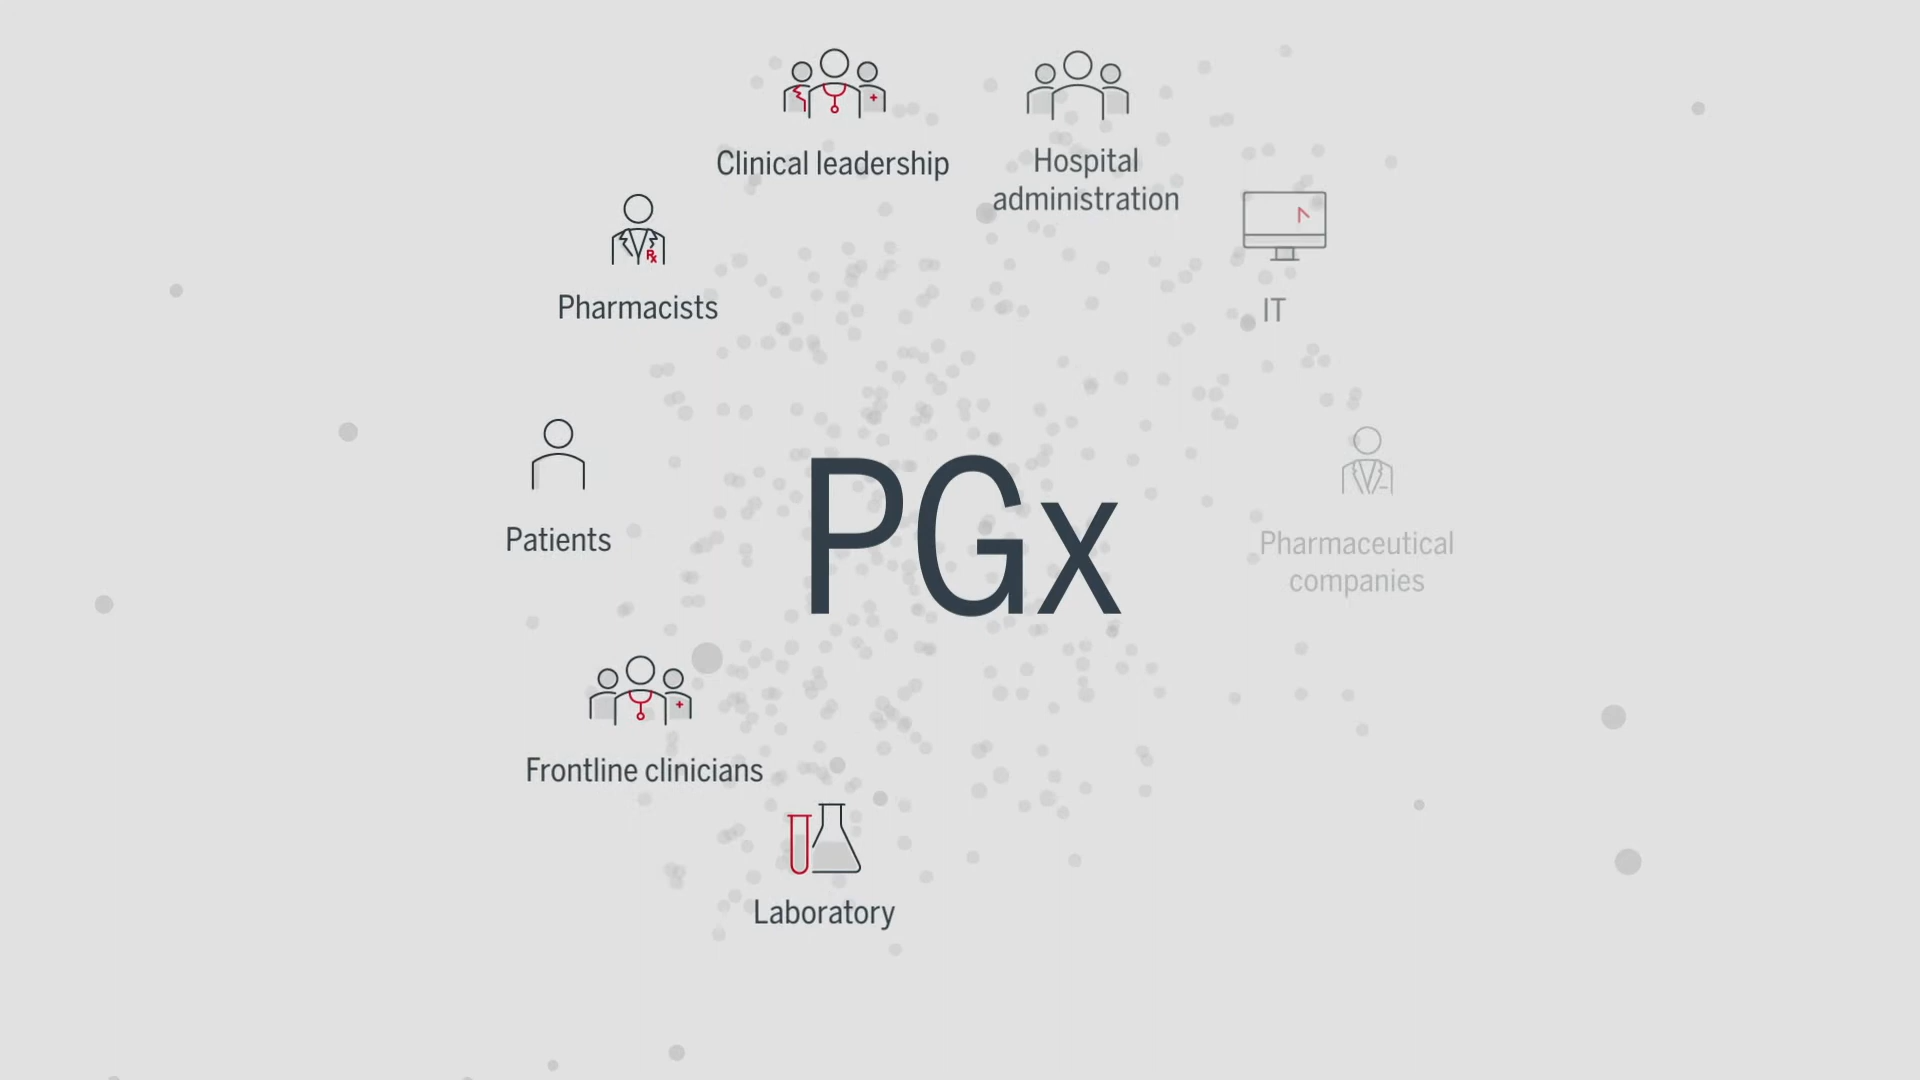 Clinical leadership
Hospital
administration
Pharmacists
IT
Patients
PGx
Pharmaceutical
companies
Frontline clinicians
Laboratory